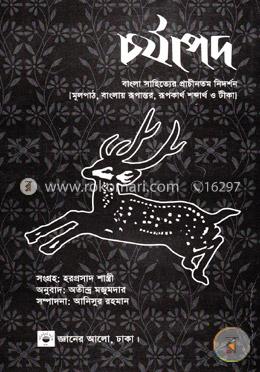 চর্যাপদ
বাংলা সাহিত্যের প্রাচীনতম নিদর্শন
[মূলপাঠ, বাংলায় রূপান্তর, রূপকার্থ শব্দার্থ ও টীকা]
www.rokomari.com 16297
সংগ্রহ: হরপ্রসাদ শাস্ত্রী
অনুবাদ: অতীন্দ্র মজুমদার
সম্পাদনা: আনিসুর রহমান
জ্ঞানের আলো, ঢাকা।